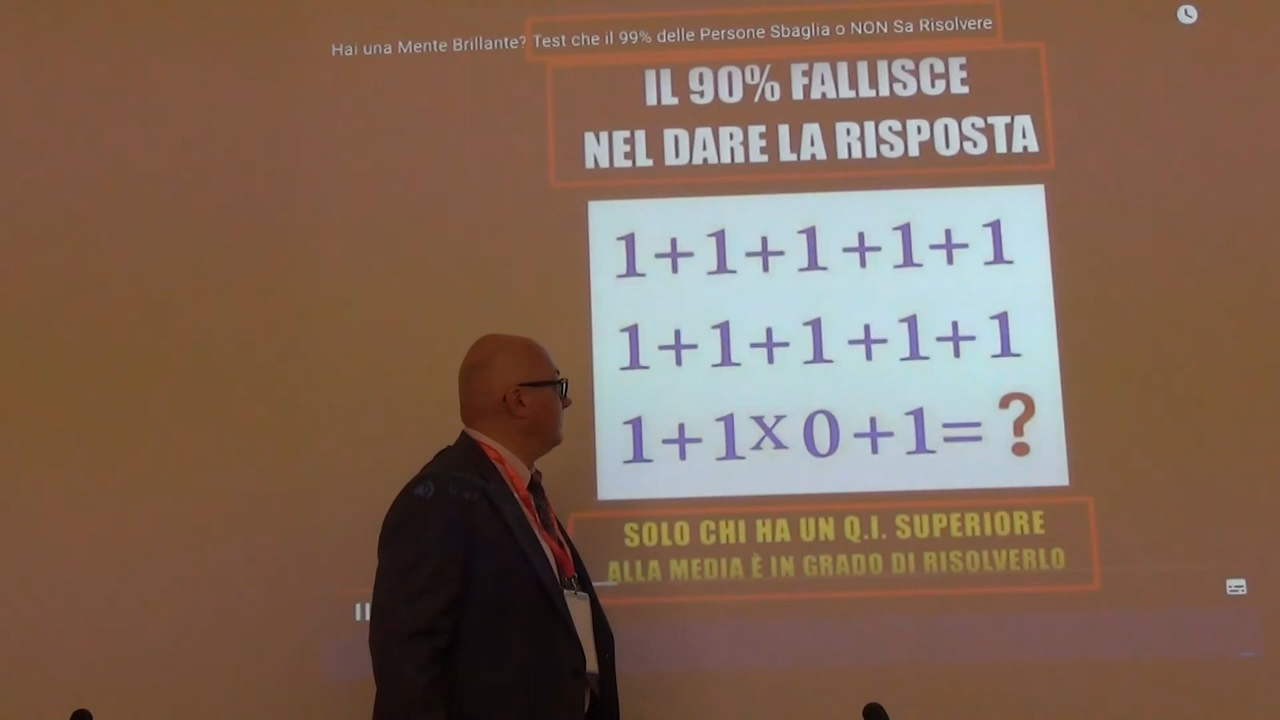 Hai una Mente Brillante? Test che il 99% delle Persone Sbaglia o NON Sa Risolvere
IL 90% FALLISCE
NEL DARE LA RISPOSTA
1+1+1+1+1
1+1+1+1+1
1+1x0+1=?
SOLO CHI HA UN Q.I. SUPERIORE
ALLA MEDIA È IN GRADO DI RISOLVERLO